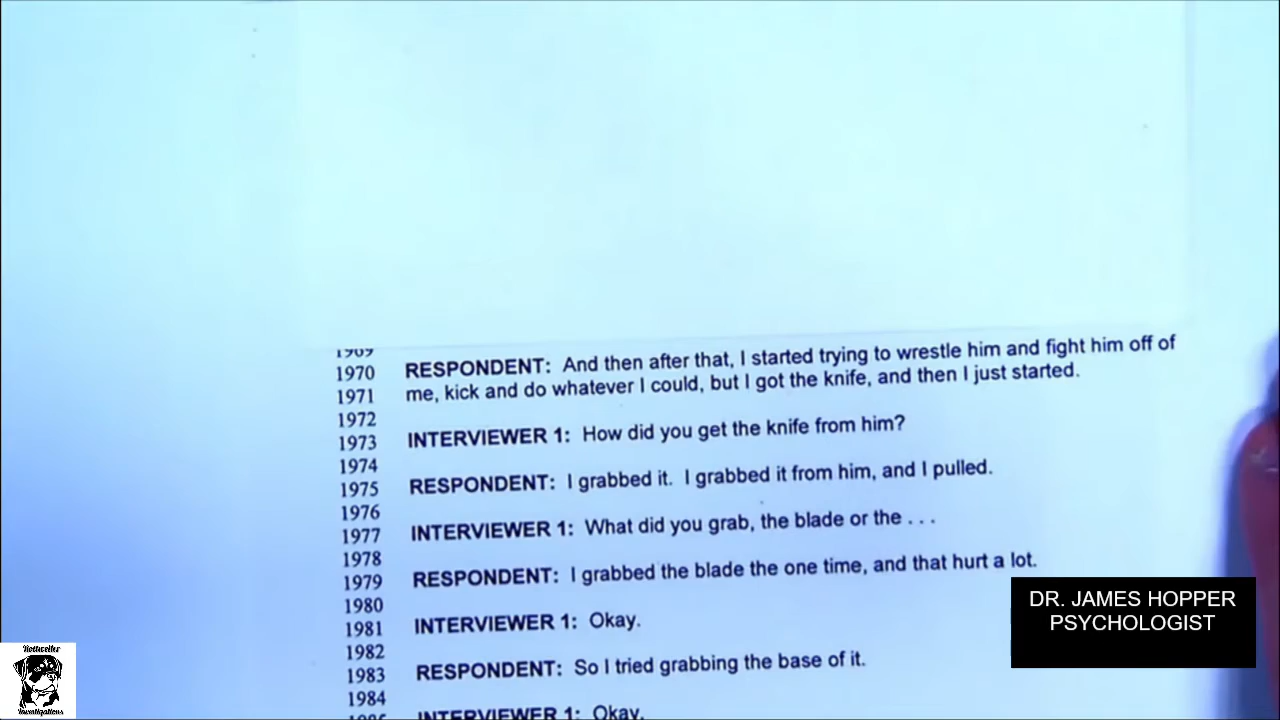 1969
1970 RESPONDENT: And then after that, I started trying to wrestle him and fight him off of
1971 me, kick and do whatever I could, but I got the knife, and then I just started.
1972
1973 INTERVIEWER 1: How did you get the knife from him?
1974
1975 RESPONDENT: I grabbed it. I grabbed it from him, and I pulled.
1976
1977 INTERVIEWER 1: What did you grab, the blade or the . . .
1978
1979 RESPONDENT: I grabbed the blade the one time, and that hurt a lot.
1980
1981 INTERVIEWER 1: Okay.
1982
1983 RESPONDENT: So I tried grabbing the base of it.
1984
1985 INTERVIEWER 1: Okay.
DR. JAMES HOPPER
PSYCHOLOGIST
Rottweiler
Investigations